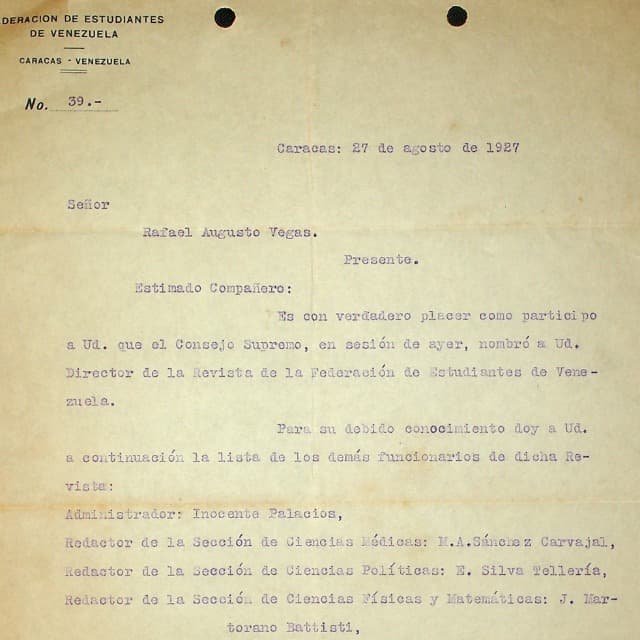 DERACION DE ESTUDIANTES
DE VENEZUELA
CARACAS - VENEZUELA
No. 39.-
Caracas: 27 de agosto de 1927
Señor
Rafael Augusto Vegas.
Presente.
Estimado Compañero:
Es con verdadero placer como participo
a Ud. que el Consejo Supremo, en sesión de ayer, nombró a Ud.
Director de la Revista de la Federación de Estudiantes de Vene-
zuela.
Para su debido conocimiento doy a Ud.
a continuación la lista de los demás funcionarios de dicha Re-
vista:
Administrador: Inocente Palacios,
Redactor de la Sección de Ciencias Médicas: M.A.Sánchez Carvajal,
Redactor de la Sección de Ciencias Políticas: E. Silva Tellería,
Redactor de la Sección de Ciencias Físicas y Matemáticas: J. Mar-
torano Battisti,